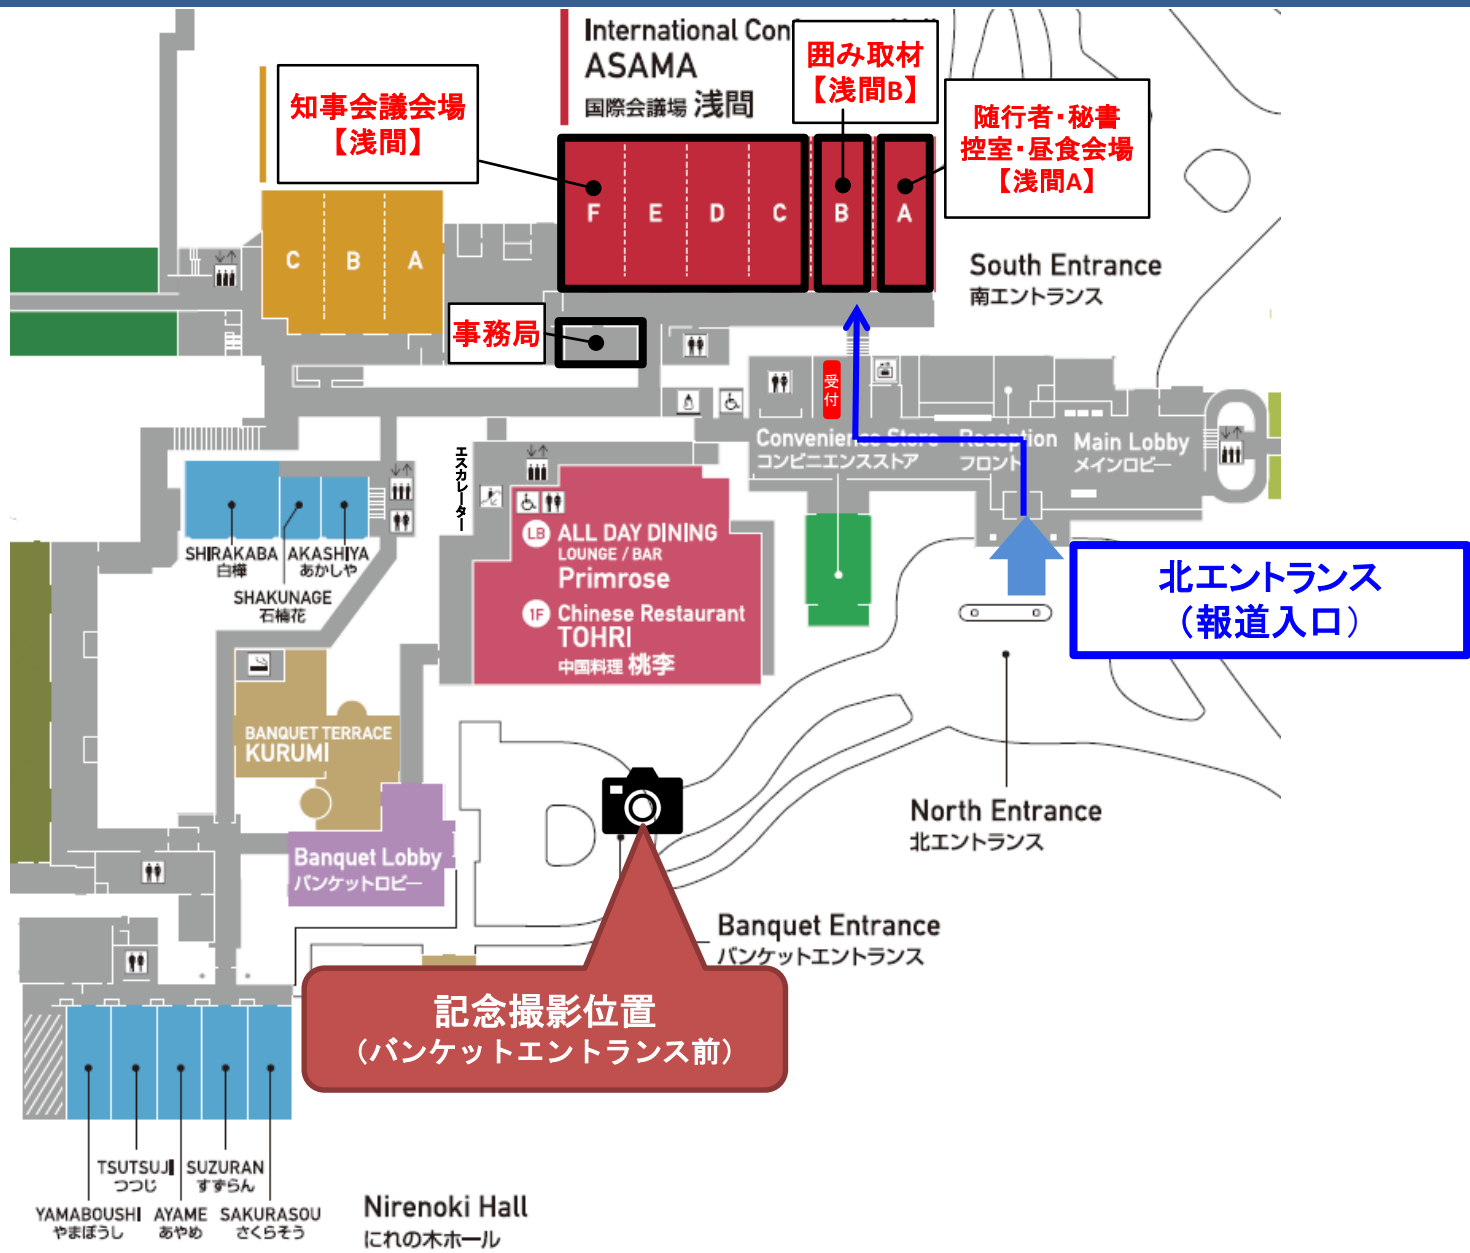 International Con
ASAMA
国際会議場 浅間
囲み取材
【浅間B】
知事会議会場
【浅間】
随行者・秘書
控室・昼食会場
【浅間A】
F E D C B A
C B A
South Entrance
南エントランス
事務局
受付
Convenience Store
コンビニエンスストア
Reception
フロント
Main Lobby
メインロビー
エスカレーター
SHIRAKABA
白樺
AKASHIYA
あかしや
SHAKUNAGE
石楠花
LB ALL DAY DINING
LOUNGE / BAR
Primrose
1F Chinese Restaurant
TOHRI
中国料理 桃李
北エントランス
（報道入口）
BANQUET TERRACE
KURUMI
North Entrance
北エントランス
Banquet Lobby
バンケットロビー
Banquet Entrance
バンケットエントランス
記念撮影位置
（バンケットエントランス前）
TSUTSUJI
つつじ
SUZURAN
すずらん
YAMABOUSHI
やまぼうし
AYAME
あやめ
SAKURASOU
さくらそう
Nirenoki Hall
にれの木ホール